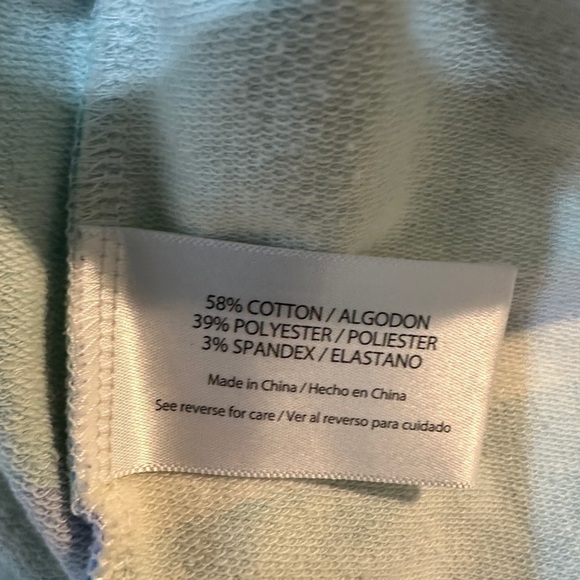 58% COTTON / ALGODON
39% POLYESTER / POLIESTER
3% SPANDEX / ELASTANO
Made in China / Hecho en China
See reverse for care / Ver al reverso para cuidado